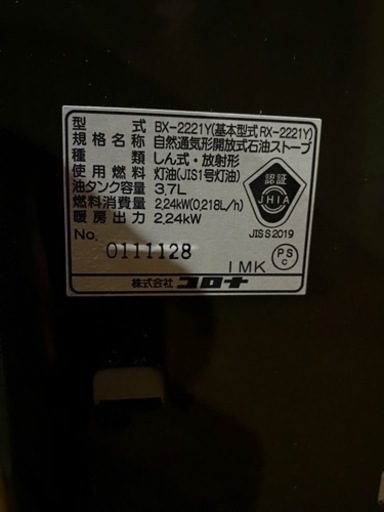 型式 BX-2221Y(基本型式RX-2221Y)
規格名称 自然通気形開放式石油ストーブ
種類 しん式・放射形
使用燃料 灯油(JIS1号灯油)
油タンク容量 3.7L
燃料消費量 2.24kW(0.218L/h)
暖房出力 2.24kW
No. 0111128
認証
JHIA
JIS S 2019
IMK
PS
C
株式会社 コロナ